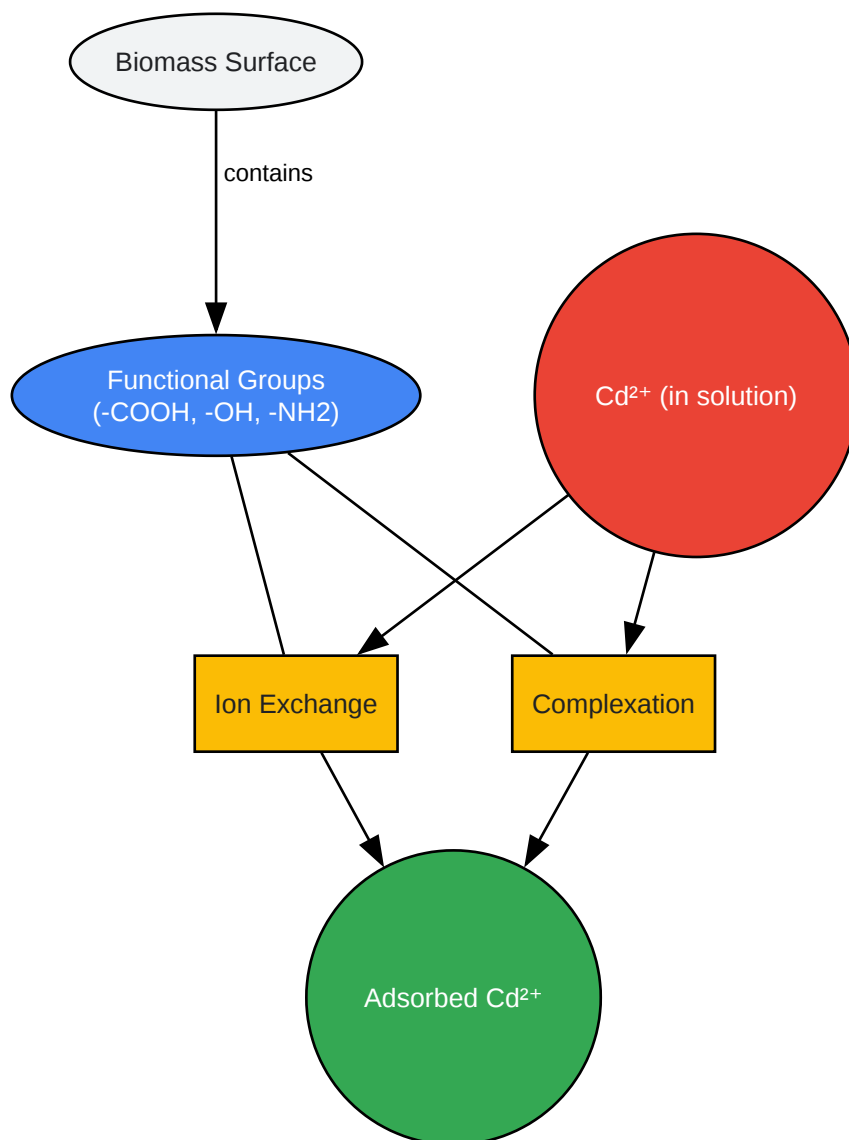 Biomass Surface
contains
Functional Groups
(-COOH, -OH, -NH2)
Cd²⁺ (in solution)
Ion Exchange
Complexation
Adsorbed Cd²⁺